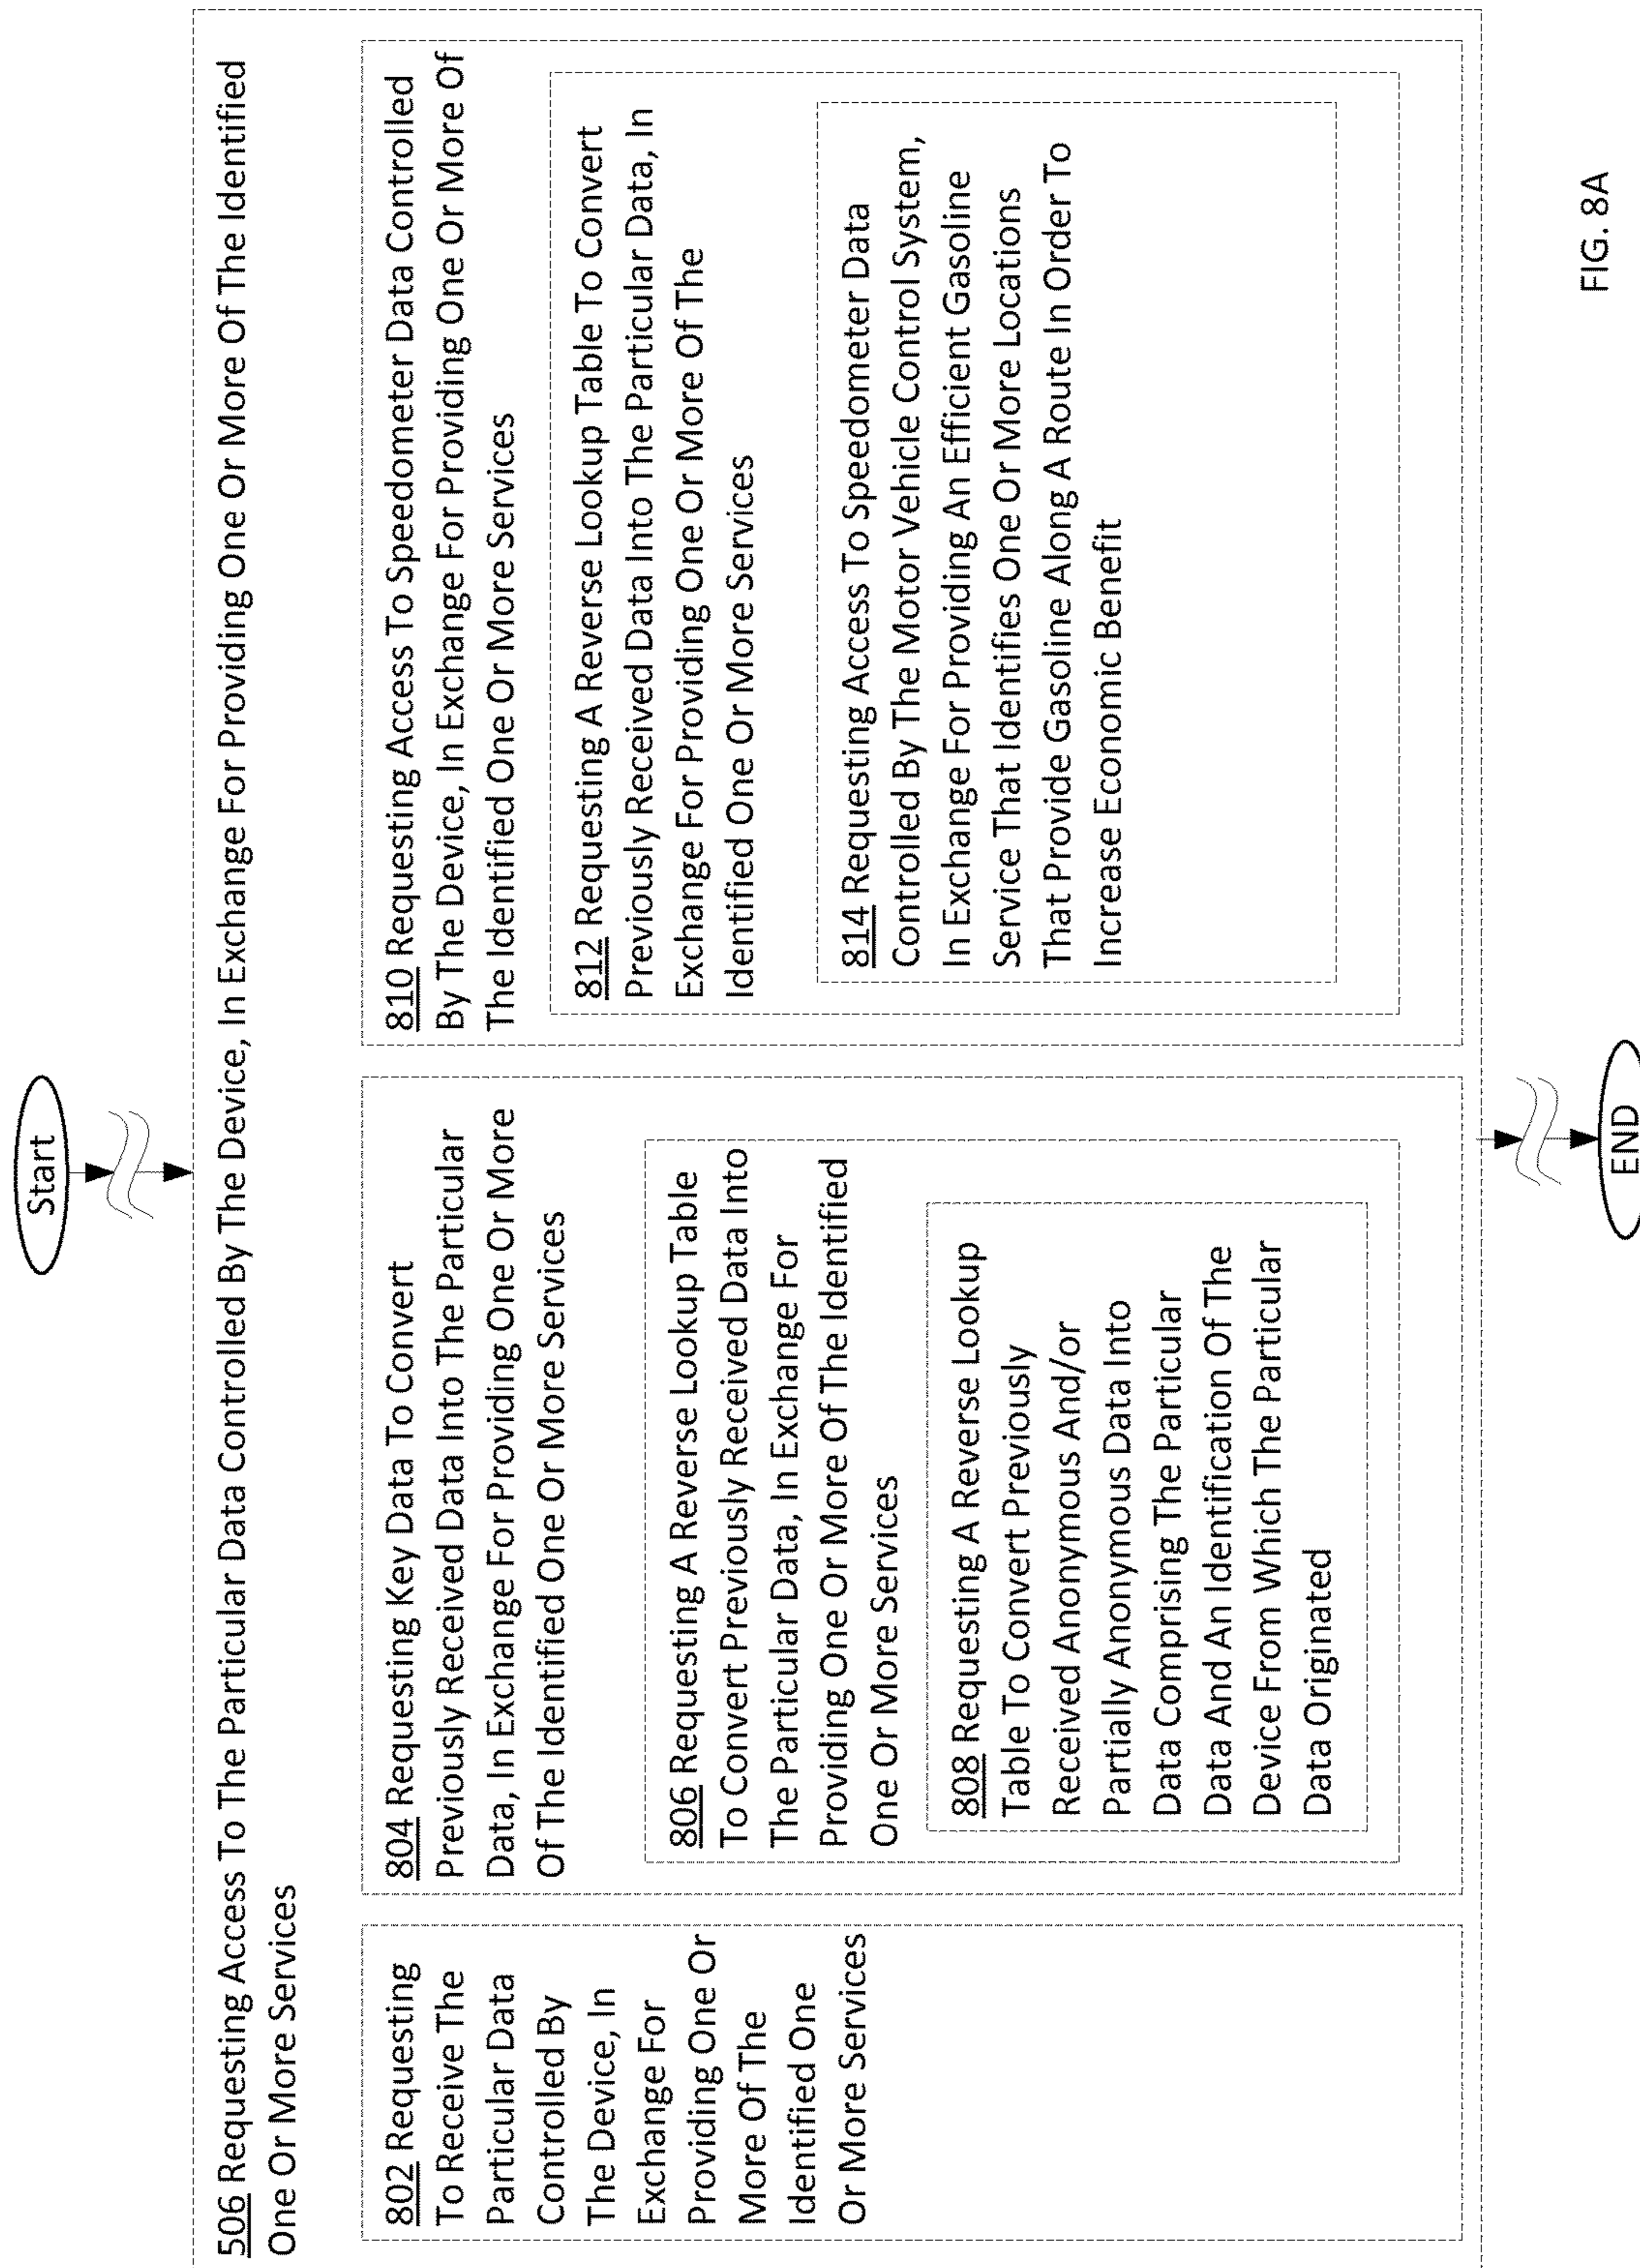 Start
506 Requesting Access To The Particular Data Controlled By The Device, In Exchange For Providing One Or More Of The Identified
One Or More Services
802 Requesting
To Receive The
Particular Data
Controlled By
The Device, In
Exchange For
Providing One Or
More Of The
Identified One
Or More Services
804 Requesting Key Data To Convert
Previously Received Data Into The Particular
Data, In Exchange For Providing One Or More
Of The Identified One Or More Services
806 Requesting A Reverse Lookup Table
To Convert Previously Received Data Into
The Particular Data, In Exchange For
Providing One Or More Of The Identified
One Or More Services
808 Requesting A Reverse Lookup
Table To Convert Previously
Received Anonymous And/or
Partially Anonymous Data Into
Data Comprising The Particular
Data And An Identification Of The
Device From Which The Particular
Data Originated
810 Requesting Access To Speedometer Data Controlled
By The Device, In Exchange For Providing One Or More Of
The Identified One Or More Services
812 Requesting A Reverse Lookup Table To Convert
Previously Received Data Into The Particular Data, In
Exchange For Providing One Or More Of The
Identified One Or More Services
814 Requesting Access To Speedometer Data
Controlled By The Motor Vehicle Control System,
In Exchange For Providing An Efficient Gasoline
Service That Identifies One Or More Locations
That Provide Gasoline Along A Route In Order To
Increase Economic Benefit
END
FIG. 8A